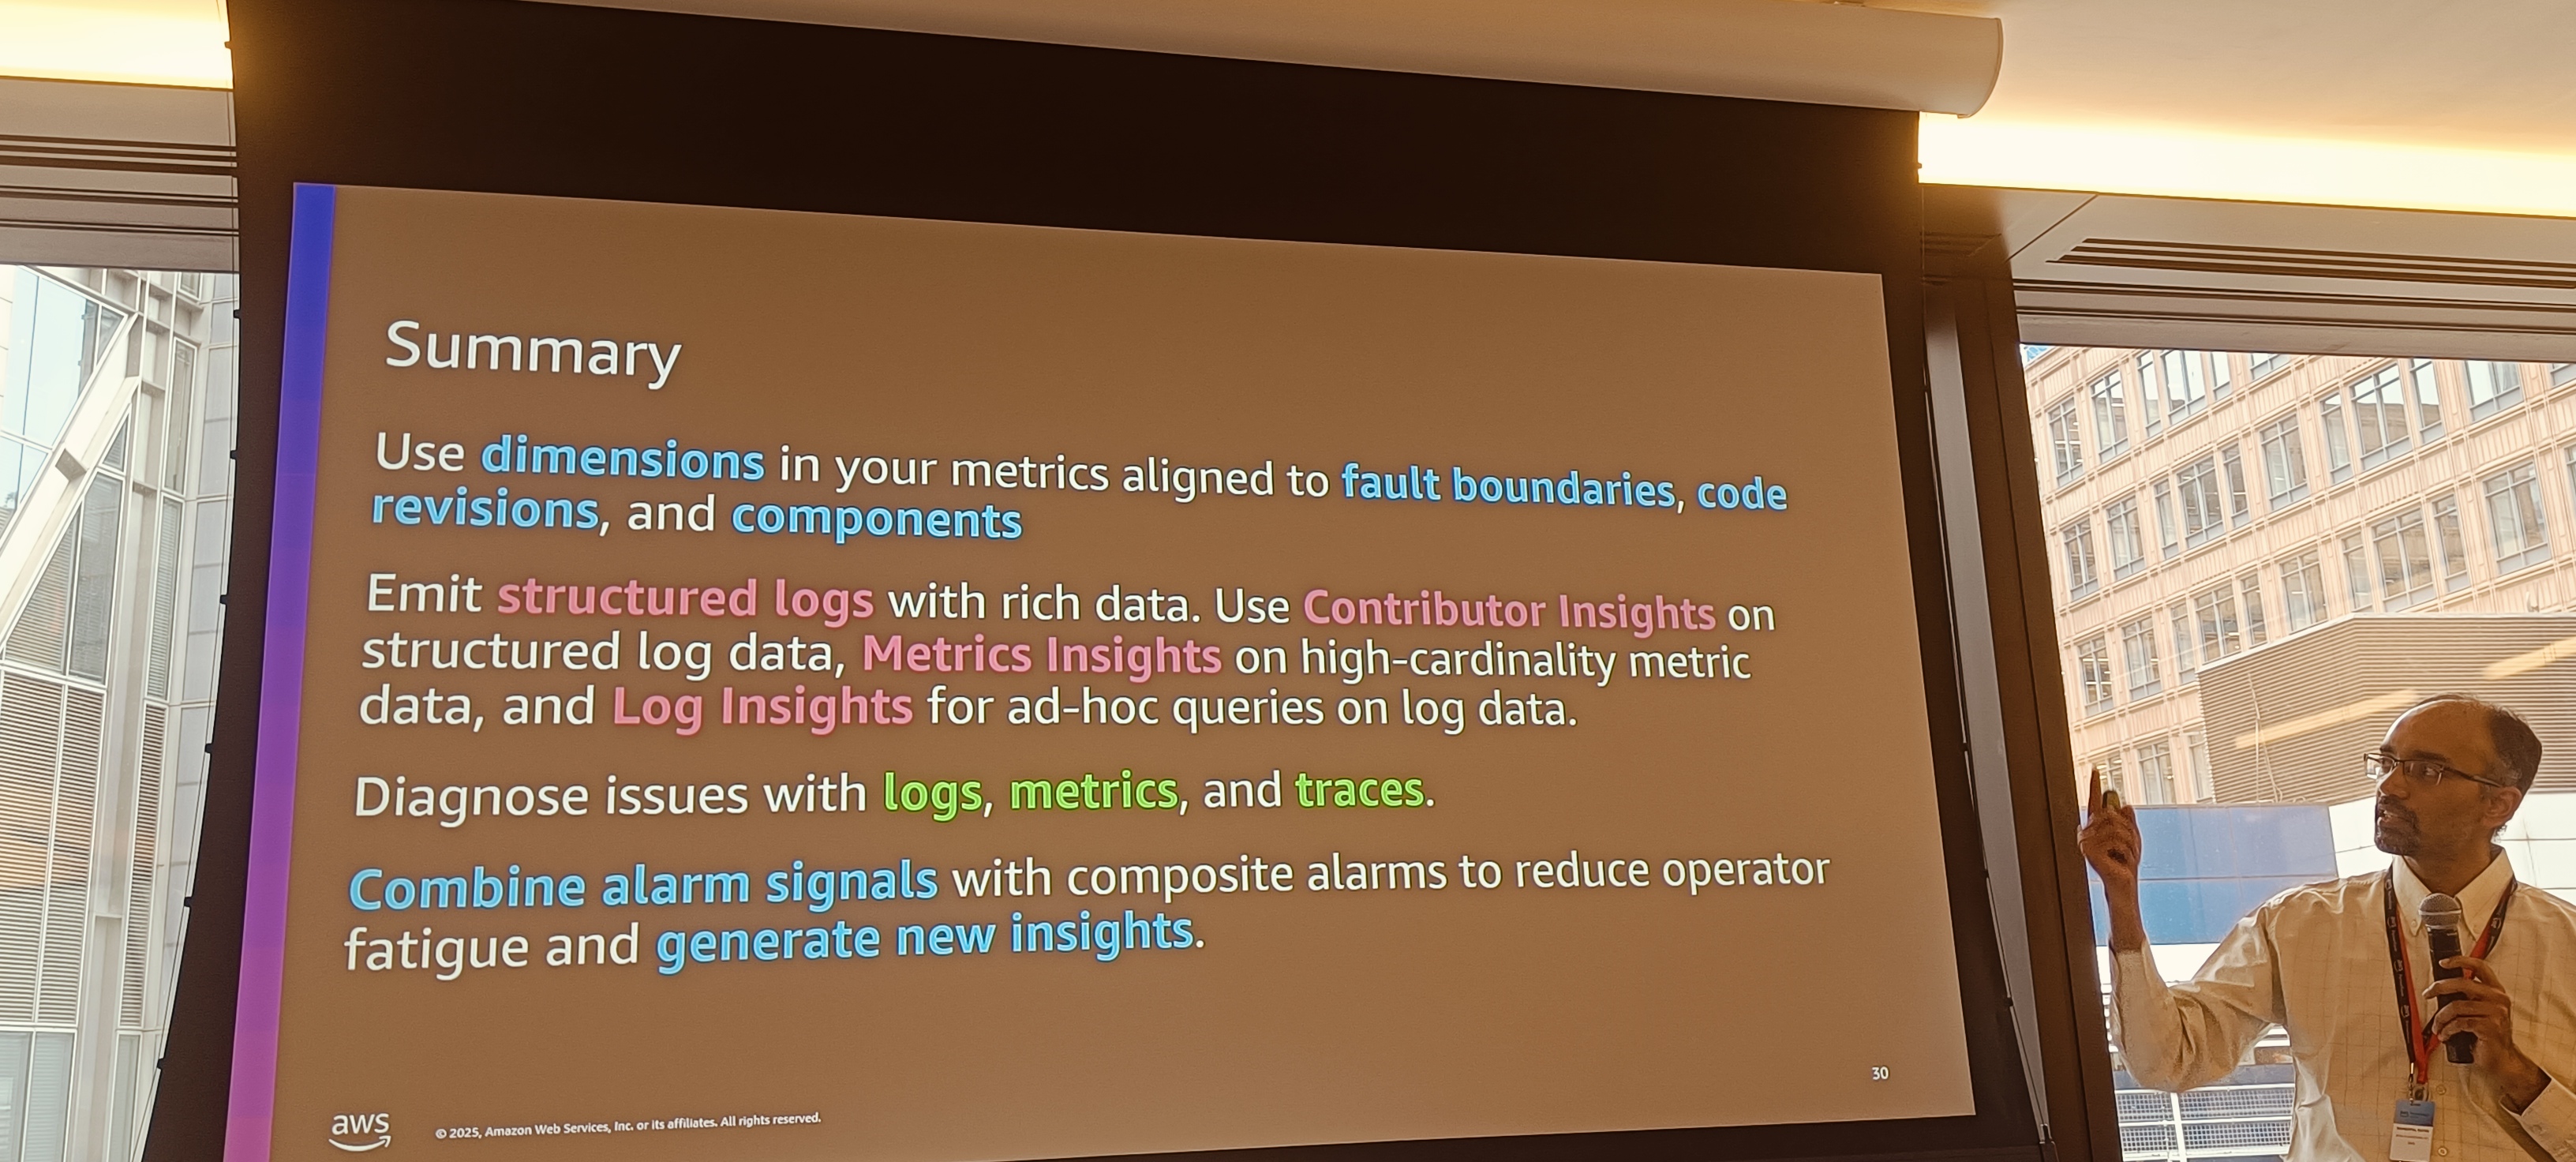 Summary
Use dimensions in your metrics aligned to fault boundaries, code
revisions, and components
Emit structured logs with rich data. Use Contributor Insights on
structured log data, Metrics Insights on high-cardinality metric
data, and Log Insights for ad-hoc queries on log data.
Diagnose issues with logs, metrics, and traces.
Combine alarm signals with composite alarms to reduce operator
fatigue and generate new insights.
30
aws
© 2025, Amazon Web Services, Inc. or its affiliates. All rights reserved.